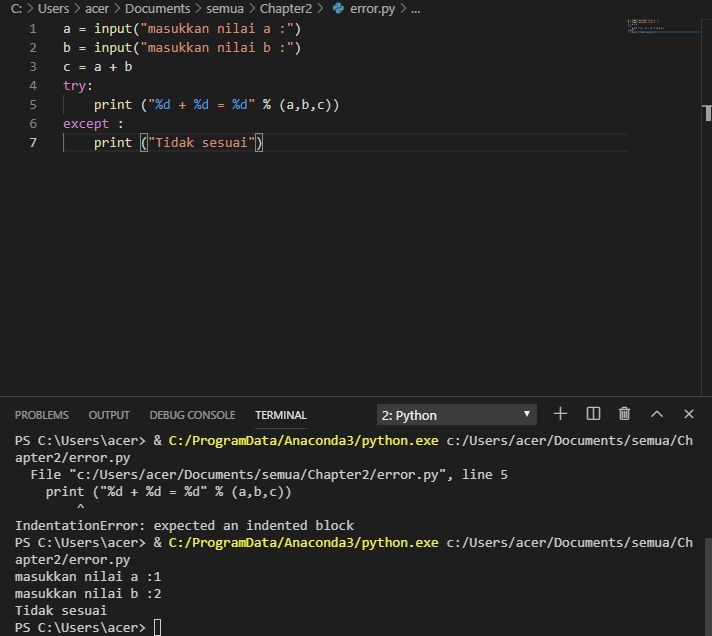 C: > Users > acer > Documents > semua > Chapter2 > error.py > ...
1 a = input("masukkan nilai a :")
2 b = input("masukkan nilai b :")
3 c = a + b
4 try:
5     print ("%d + %d = %d" % (a,b,c))
6 except :
7     print ("Tidak sesuai")
PROBLEMS OUTPUT DEBUG CONSOLE TERMINAL 2: Python
PS C:\Users\acer> & C:/ProgramData/Anaconda3/python.exe c:/Users/acer/Documents/semua/Ch
apter2/error.py
  File "c:/Users/acer/Documents/semua/Chapter2/error.py", line 5
    print ("%d + %d = %d" % (a,b,c))
        ^
IndentationError: expected an indented block
PS C:\Users\acer> & C:/ProgramData/Anaconda3/python.exe c:/Users/acer/Documents/semua/Ch
apter2/error.py
masukkan nilai a :1
masukkan nilai b :2
Tidak sesuai
PS C:\Users\acer>